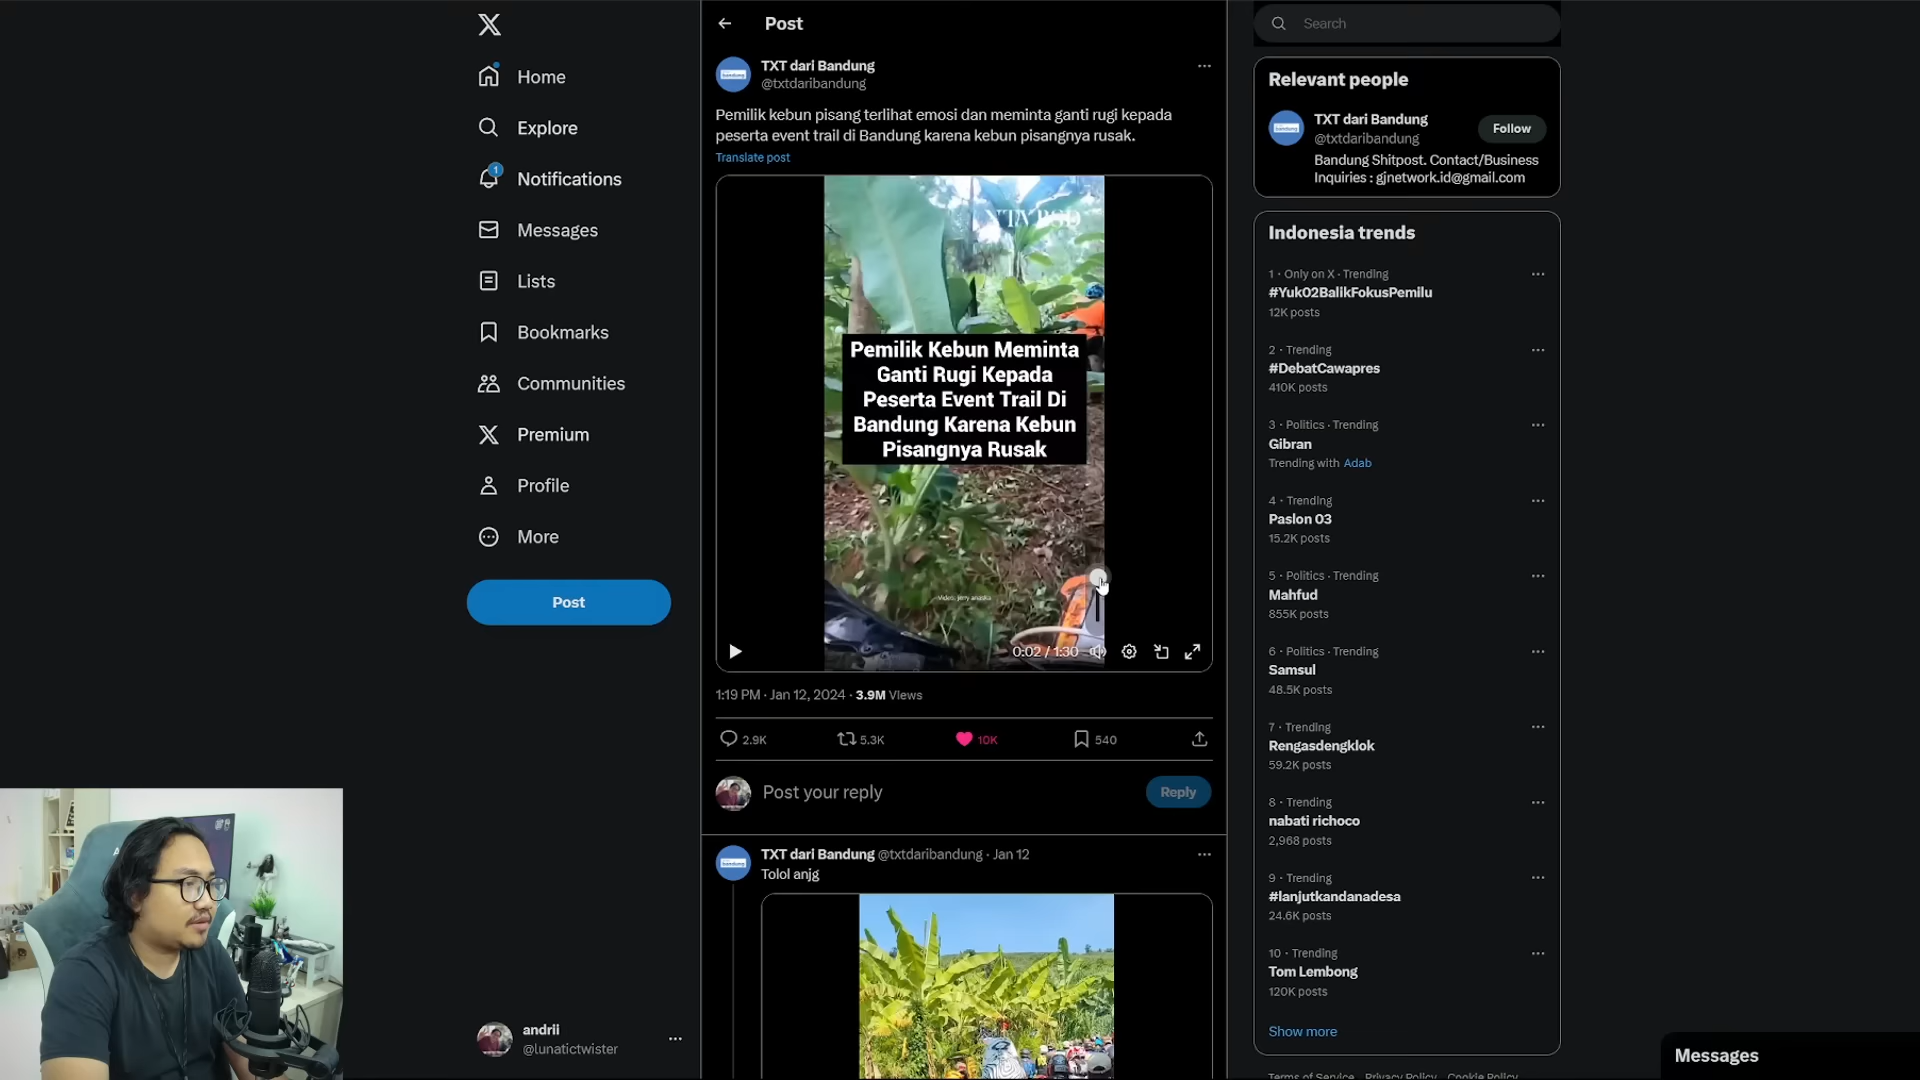 Home
Explore
1
Notifications
Messages
Lists
Bookmarks
Communities
Premium
Profile
More
Post
andrii
@lunatictwister
Post
TXT dari Bandung
@txtdaribandung
Pemilik kebun pisang terlihat emosi dan meminta ganti rugi kepada
peserta event trail di Bandung karena kebun pisangnya rusak.
Translate post
Pemilik Kebun Meminta
Ganti Rugi Kepada
Peserta Event Trail Di
Bandung Karena Kebun
Pisangnya Rusak
0:02 / 1:30
1:19 PM · Jan 12, 2024 · 3.9M Views
2.9K
5.3K
10K
540
Post your reply
Reply
TXT dari Bandung @txtdaribandung · Jan 12
Tolol anjg
Search
Relevant people
TXT dari Bandung
@txtdaribandung
Follow
Bandung Shitpost. Contact/Business
Inquiries : gjnetwork.id@gmail.com
Indonesia trends
1 · Only on X · Trending
#Yuk02BalikFokusPemilu
12K posts
2 · Trending
#DebatCawapres
410K posts
3 · Politics · Trending
Gibran
Trending with Adab
4 · Trending
Paslon 03
15.2K posts
5 · Politics · Trending
Mahfud
855K posts
6 · Politics · Trending
Samsul
48.5K posts
7 · Trending
Rengasdengklok
59.2K posts
8 · Trending
nabati richoco
2,968 posts
9 · Trending
#lanjutkandanadesa
24.6K posts
10 · Trending
Tom Lembong
120K posts
Show more
Terms of Service Privacy Policy Cookie Policy
Messages